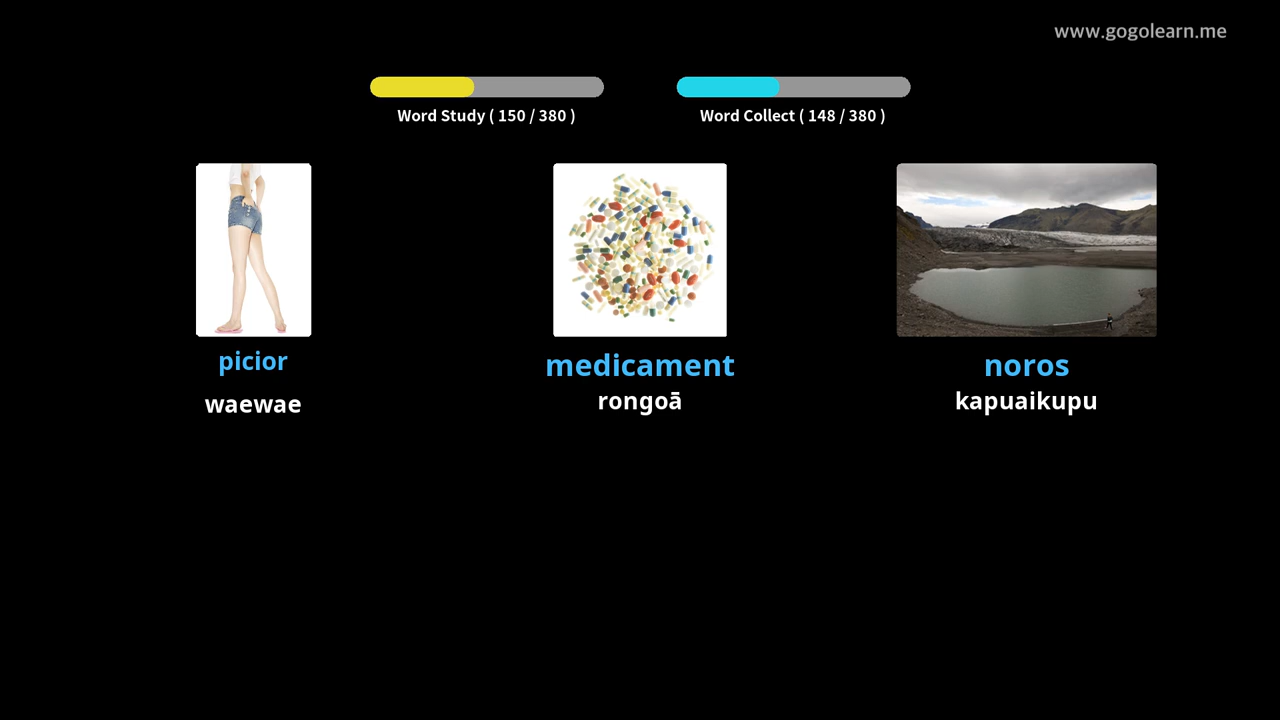 www.gogolearn.me
Word Study ( 150 / 380 )
Word Collect ( 148 / 380 )
picior
waewae
medicament
rongoā
noros
kapuaikupu